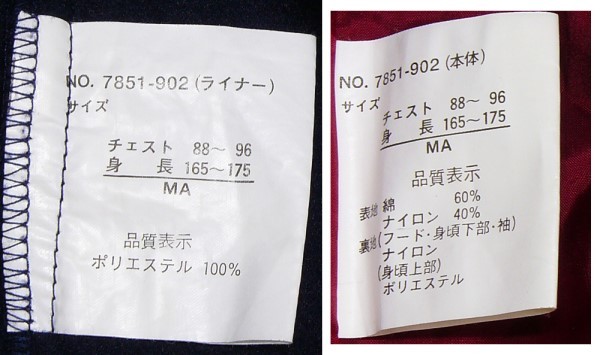 NO. 7851-902(ライナー)
サイズ
チェスト 88～ 96
身 長 165～175
MA
品質表示
ポリエステル 100%
NO. 7851-902(本体)
サイズ
チェスト 88～ 96
身 長 165～175
MA
品質表示
表地 綿 60%
ナイロン 40%
裏地(フード・身頃下部・袖)
ナイロン
(身頃上部)
ポリエステル